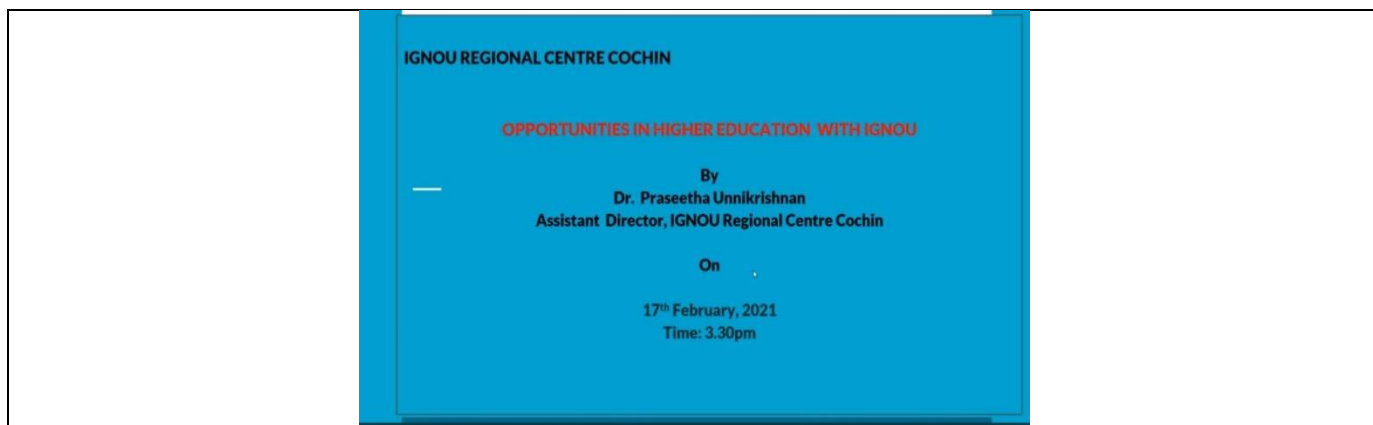 IGNOU REGIONAL CENTRE COCHIN
OPPORTUNITIES IN HIGHER EDUCATION WITH IGNOU
By
Dr. Praseetha Unnikrishnan
Assistant Director, IGNOU Regional Centre Cochin
On
17th February, 2021
Time: 3.30pm